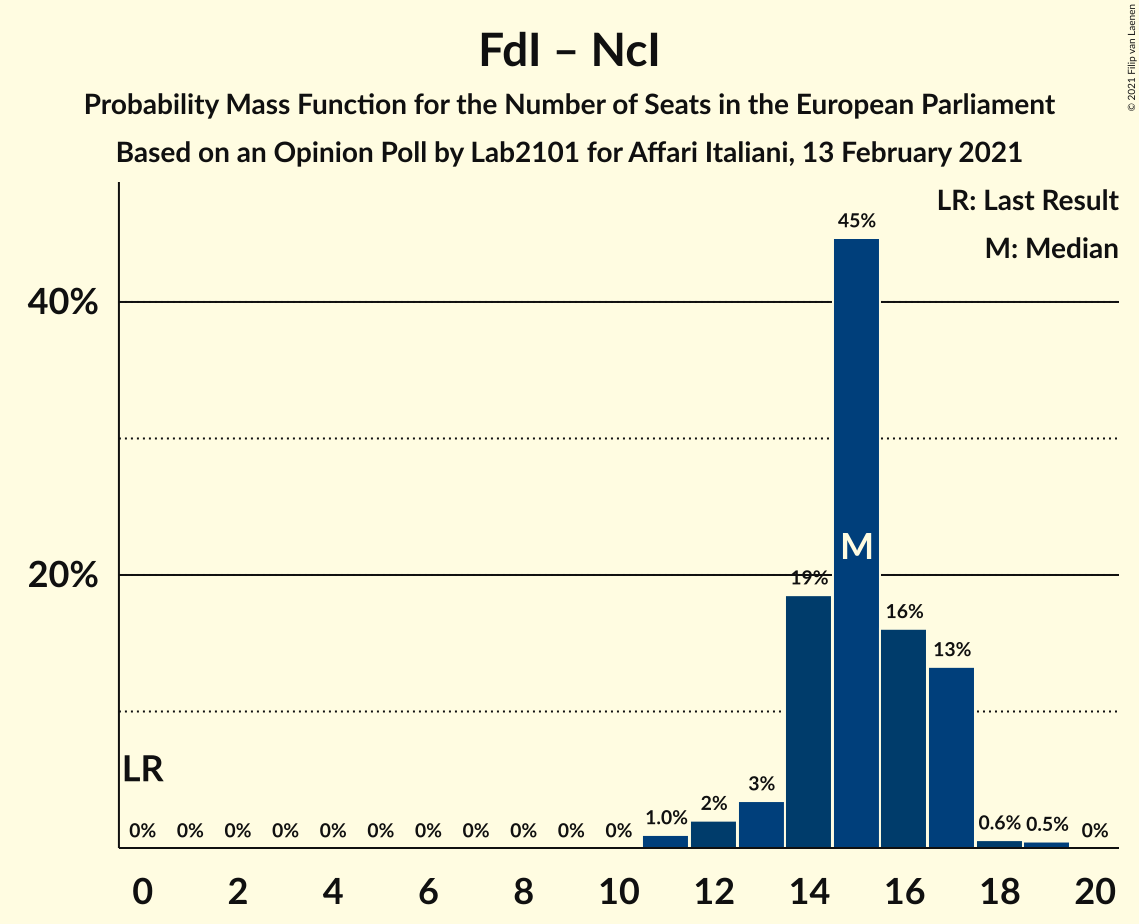 FdI – NcI
Probability Mass Function for the Number of Seats in the European Parliament
Based on an Opinion Poll by Lab2101 for Affari Italiani, 13 February 2021
© 2021 Filip van Laenen
LR: Last Result
M: Median
45%
40%
M
20%
19%
16%
13%
LR
0% 0% 0% 0% 0% 0% 0% 0% 0% 0% 0% 1.0% 2% 3% 0.6% 0.5% 0%
0 2 4 6 8 10 12 14 16 18 20